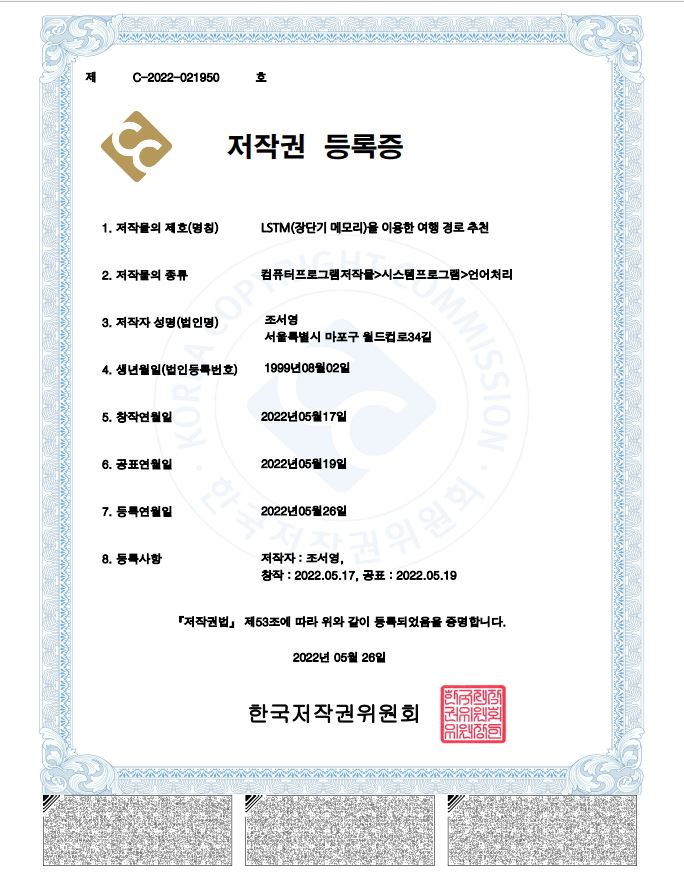 제 C-2022-021950 호
저작권 등록증
1. 저작물의 제호(명칭) LSTM(장단기 메모리)을 이용한 여행 경로 추천
2. 저작물의 종류 컴퓨터프로그램저작물>시스템프로그램>언어처리
3. 저작자 성명(법인명) 조서영
서울특별시 마포구 월드컵로34길
4. 생년월일(법인등록번호) 1999년08월02일
5. 창작연월일 2022년05월17일
6. 공표연월일 2022년05월19일
7. 등록연월일 2022년05월26일
8. 등록사항 저작자 : 조서영,
창작 : 2022.05.17, 공표 : 2022.05.19
『저작권법』 제53조에 따라 위와 같이 등록되었음을 증명합니다.
2022년 05월 26일
한국저작권위원회
KOREA COPYRIGHT COMMISSION
한국저작권위원회